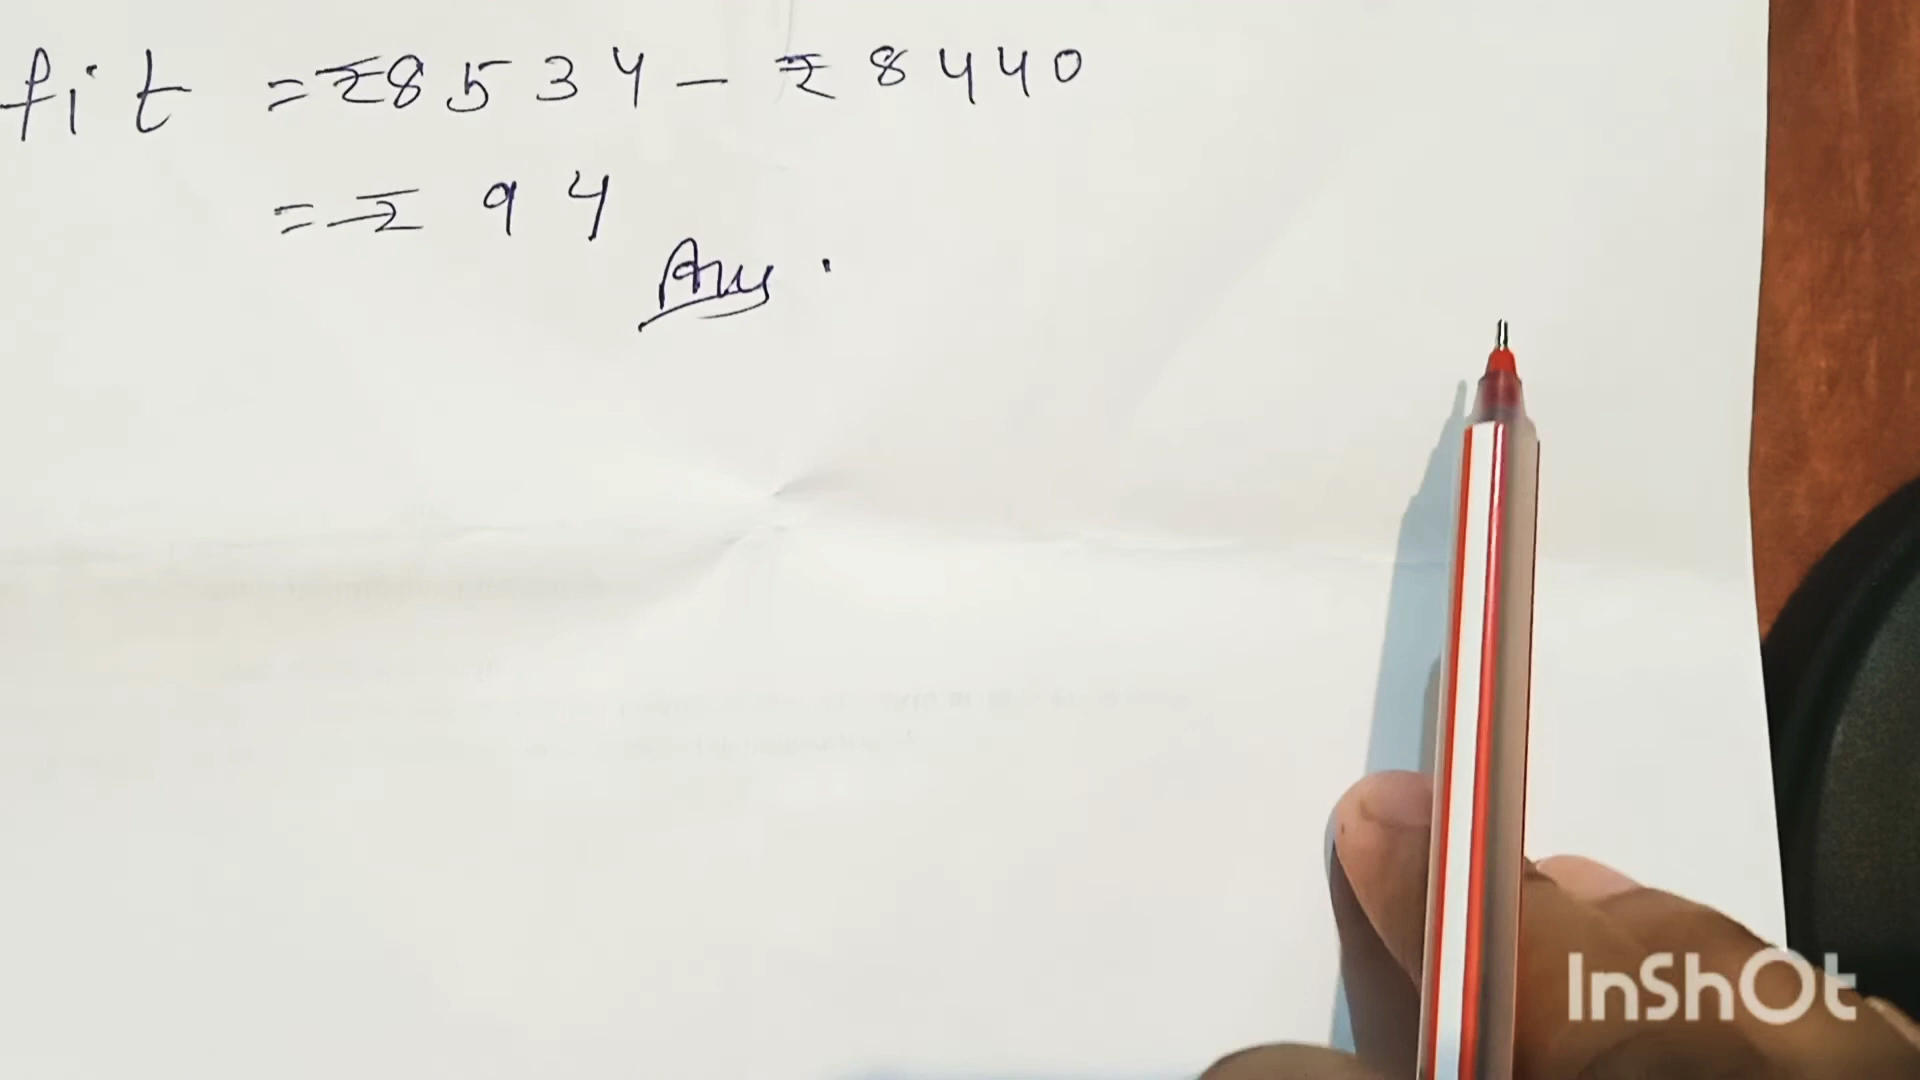 fit = ₹8534 - ₹8440
= ₹94
Ans.
InShOt